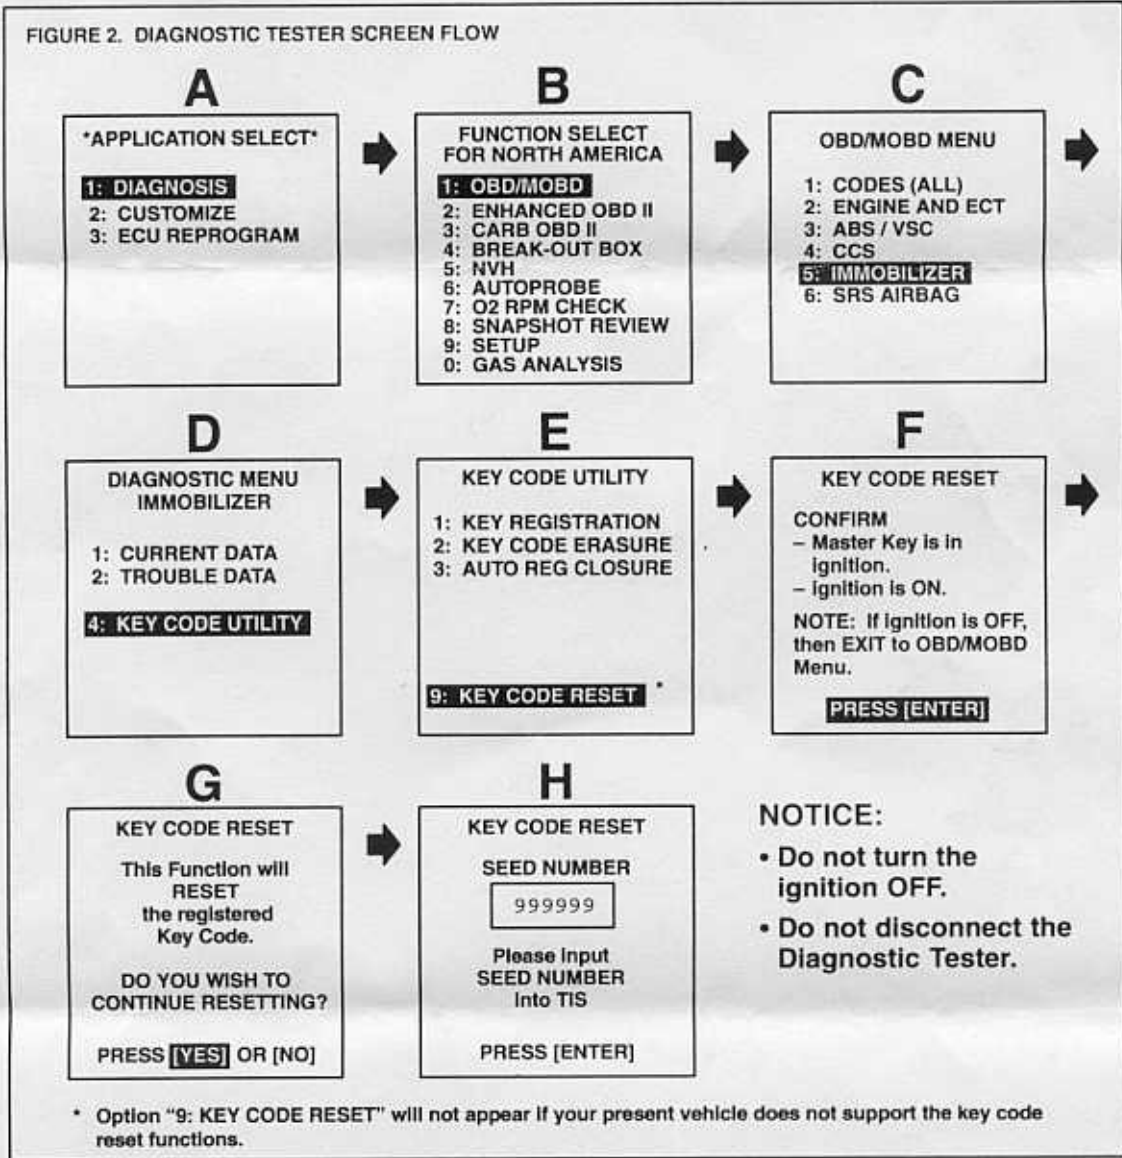 FIGURE 2. DIAGNOSTIC TESTER SCREEN FLOW
A
*APPLICATION SELECT*
1: DIAGNOSIS
2: CUSTOMIZE
3: ECU REPROGRAM
B
FUNCTION SELECT
FOR NORTH AMERICA
1: OBD/MOBD
2: ENHANCED OBD II
3: CARB OBD II
4: BREAK-OUT BOX
5: NVH
6: AUTOPROBE
7: O2 RPM CHECK
8: SNAPSHOT REVIEW
9: SETUP
0: GAS ANALYSIS
C
OBD/MOBD MENU
1: CODES (ALL)
2: ENGINE AND ECT
3: ABS / VSC
4: CCS
5: IMMOBILIZER
6: SRS AIRBAG
D
DIAGNOSTIC MENU
IMMOBILIZER
1: CURRENT DATA
2: TROUBLE DATA
4: KEY CODE UTILITY
E
KEY CODE UTILITY
1: KEY REGISTRATION
2: KEY CODE ERASURE
3: AUTO REG CLOSURE
9: KEY CODE RESET *
F
KEY CODE RESET
CONFIRM
– Master Key is in
ignition.
– ignition is ON.
NOTE: If ignition is OFF,
then EXIT to OBD/MOBD
Menu.
PRESS [ENTER]
G
KEY CODE RESET
This Function will
RESET
the registered
Key Code.
DO YOU WISH TO
CONTINUE RESETTING?
PRESS [YES] OR [NO]
H
KEY CODE RESET
SEED NUMBER
999999
Please Input
SEED NUMBER
Into TIS
PRESS [ENTER]
NOTICE:
• Do not turn the
ignition OFF.
• Do not disconnect the
Diagnostic Tester.
* Option "9: KEY CODE RESET" will not appear if your present vehicle does not support the key code
reset functions.